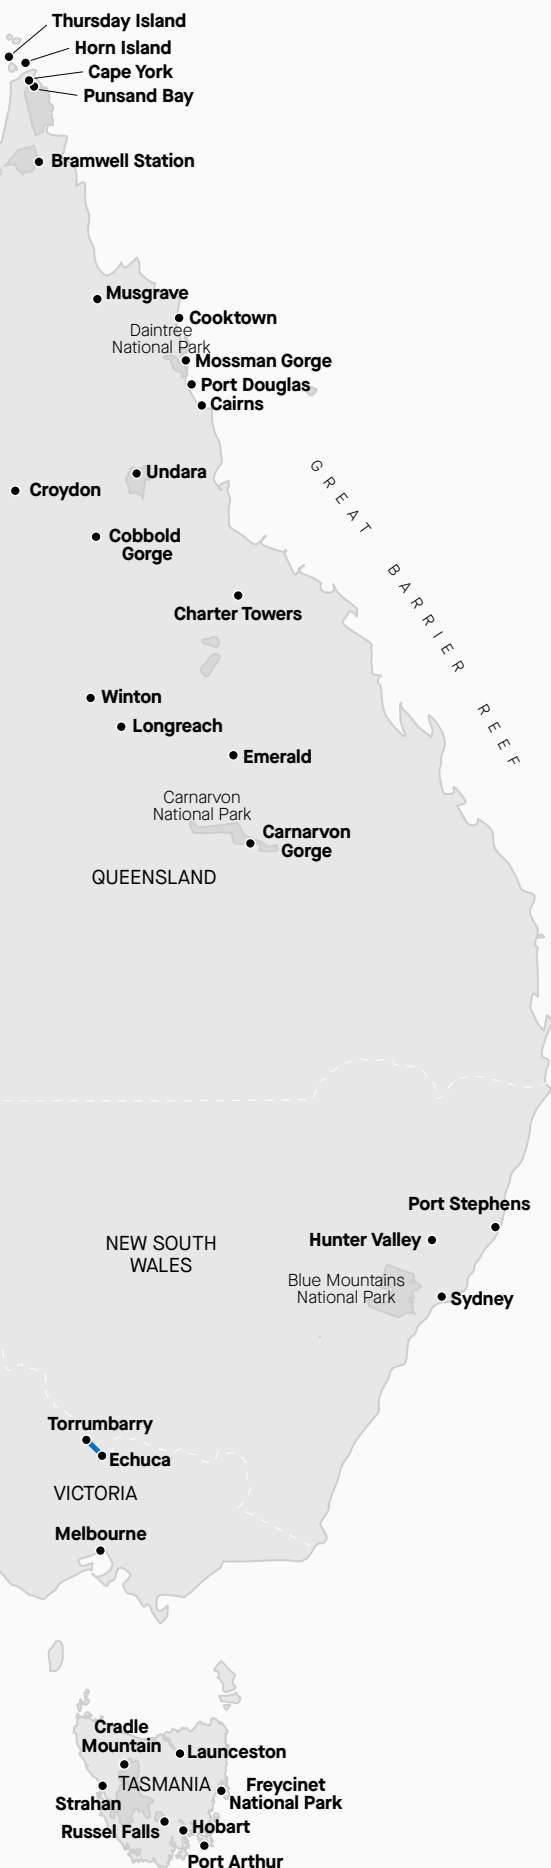 Thursday Island
Horn Island
Cape York
Punsand Bay
Bramwell Station
Musgrave
Cooktown
Daintree
National Park
Mossman Gorge
Port Douglas
Cairns
GREAT BARRIER REEF
Undara
Croydon
Cobbold
Gorge
Charter Towers
Winton
Longreach
Emerald
Carnarvon
National Park
Carnarvon
Gorge
QUEENSLAND
Port Stephens
NEW SOUTH
WALES
Hunter Valley
Blue Mountains
National Park
Sydney
Torrumbarry
Echuca
VICTORIA
Melbourne
Cradle
Mountain
Launceston
TASMANIA
Freycinet
National Park
Strahan
Russel Falls
Hobart
Port Arthur